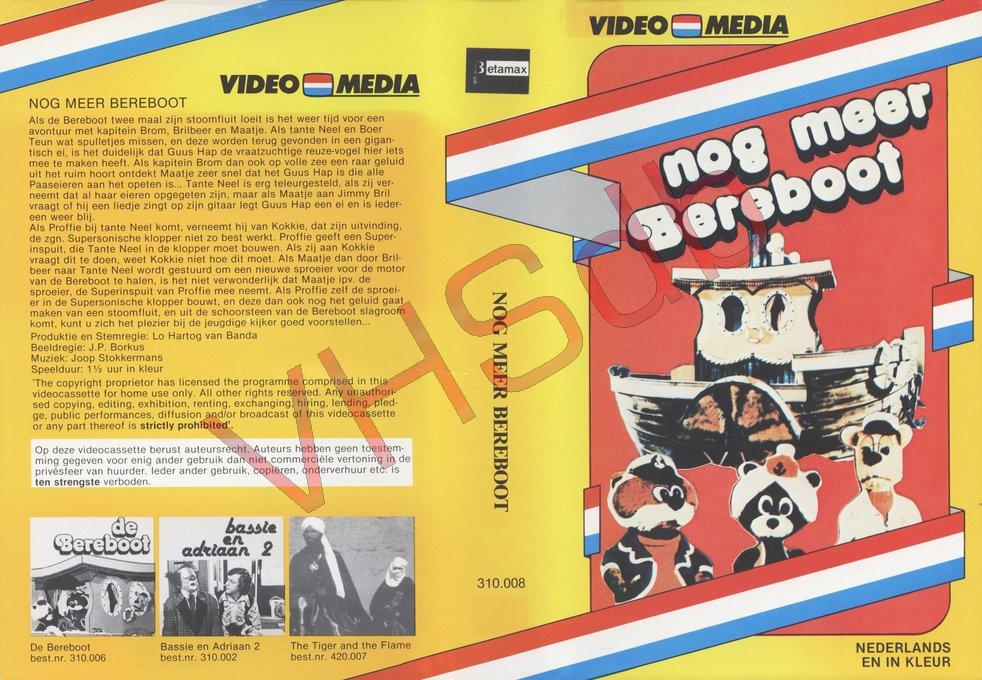 VIDEO MEDIA
NOG MEER BEREBOOT
Als de Bereboot twee maal zijn stoomfluit loeit is het weer tijd voor een
avontuur met kapitein Brom, Brilbeer en Maatje. Als tante Neel en Boer
Teun wat spulletjes missen, en deze worden terug gevonden in een gigan-
tisch ei, is het duidelijk dat Guus Hap de vraatzuchtige reuze-vogel hier iets
mee te maken heeft. Als kapitein Brom dan ook op volle zee een raar geluid
uit het ruim hoort ontdekt Maatje zeer snel dat het Guus Hap is die alle
Paaseieren aan het opeten is... Tante Neel is erg teleurgesteld, als zij ver-
neemt dat al haar eieren opgegeten zijn, maar als Maatje aan Jimmy Bril
vraagt of hij een liedje zingt op zijn gitaar legt Guus Hap een ei en is ieder-
een weer blij.
Als Proffie bij tante Neel komt, verneemt hij van Kokkie, dat zijn uitvinding,
de zgn. Supersonische klopper niet zo best werkt. Proffie geeft een Super-
inspuit, die Tante Neel in de klopper moet bouwen. Als zij aan Kokkie
vraagt dit te doen, weet Kokkie niet hoe dit moet. Als Maatje dan door Bril-
beer naar Tante Neel wordt gestuurd om een nieuwe sproeier voor de motor
van de Bereboot te halen, is het niet verwonderlijk dat Maatje ipv. de
sproeier, de Superinspuit van Proffie mee neemt. Als Proffie zelf de sproei-
er in de Supersonische klopper bouwt, en deze dan ook nog het geluid gaat
maken van een stoomfluit, en uit de schoorsteen van de Bereboot slagroom
komt, kunt u zich het plezier bij de jeugdige kijker goed voorstellen...
Produktie en Stemregie: Lo Hartog van Banda
Beeldregie: J.P. Borkus
Muziek: Joop Stokkermans
Speelduur: 1½ uur in kleur
'The copyright proprietor has licensed the programme comprised in this
videocassette for home use only. All other rights reserved. Any unauthori-
sed copying, editing, exhibition, renting, exchanging, hiring, lending, pled-
ge, public performances, diffusion and/or broadcast of this videocassette
or any part thereof is strictly prohibited'.
Op deze videocassette berust auteursrecht. Auteurs hebben geen toestem-
ming gegeven voor enig ander gebruik dan niet commerciële vertoning in de
privésfeer van huurder. Ieder ander gebruik, copiëren, onderverhuur etc. is
ten strengste verboden.
de
Bereboot
De Bereboot
best.nr. 310.006
bassie
en
adriaan 2
Bassie en Adriaan 2
best.nr. 310.002
The Tiger and the Flame
best.nr. 420.007
Betamax
NOG MEER BEREBOOT
310.008
VIDEO MEDIA
nog meer
Bereboot
NEDERLANDS
EN IN KLEUR